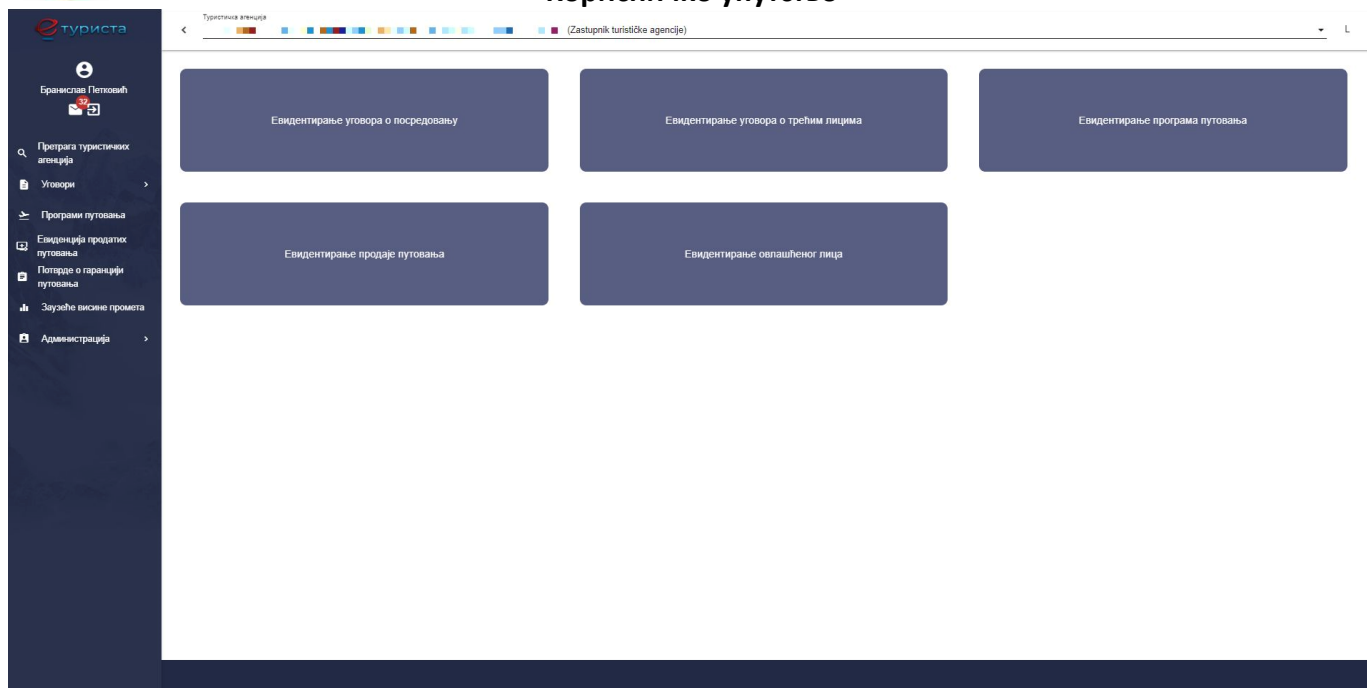 Корисничко упутство
туриста
Туристичка агенција
(Zastupnik turističke agencije)
L
Бранислав Петковић
37
Претрага туристичких
агенција
Уговори
Програми путовања
Евиденција продатих
путовања
Потврде о гаранцији
путовања
Заузеће висине промета
Администрација
Евидентирање уговора о посредовању
Евидентирање уговора о трећим лицима
Евидентирање програма путовања
Евидентирање продаје путовања
Евидентирање овлашћеног лица